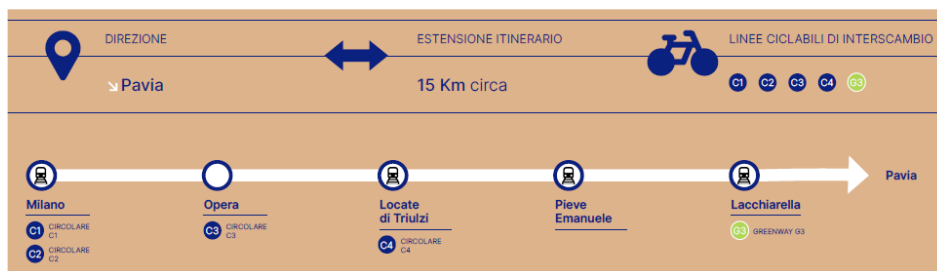 DIREZIONE
ESTENSIONE ITINERARIO
LINEE CICLABILI DI INTERSCAMBIO
↘Pavia
15 Km circa
C1 C2 C3 C4 G3
Milano
C1 CIRCOLARE
C1
C2 CIRCOLARE
C2
Opera
C3 CIRCOLARE
C3
Locate
di Triulzi
C4 CIRCOLARE
C4
Pieve
Emanuele
Lacchiarella
G3 GREENWAY G3
Pavia